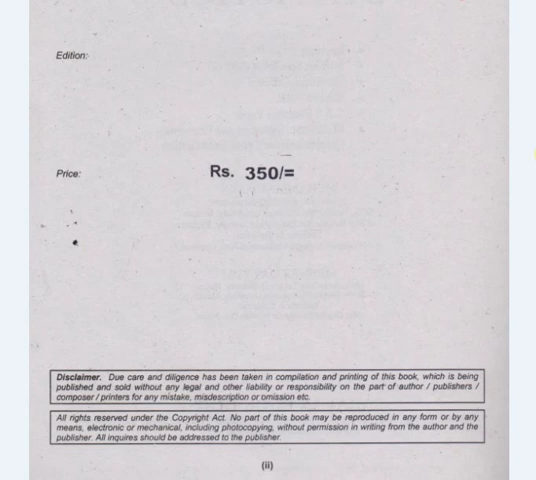 Edition:
Price:
Rs. 350/=
Disclaimer. Due care and diligence has been taken in compilation and printing of this book, which is being
published and sold without any legal and other liability or responsibility on the part of author / publishers /
composer / printers for any mistake, misdescription or omission etc.
All rights reserved under the Copyright Act. No part of this book may be reproduced in any form or by any
means, electronic or mechanical, including photocopying, without permission in writing from the author and the
publisher. All inquires should be addressed to the publisher.
(ii)